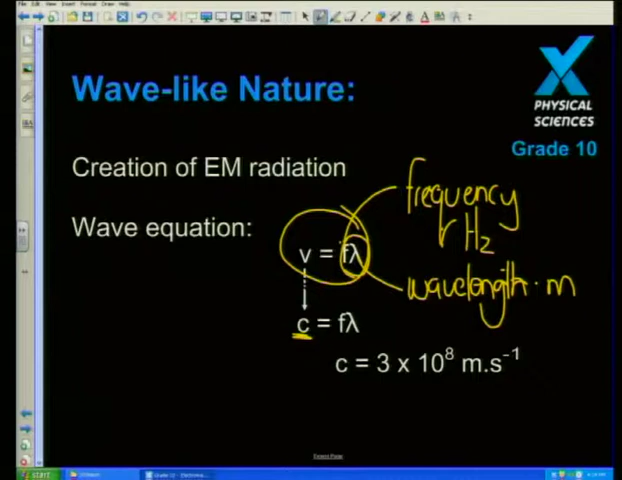 Wave-like Nature:
PHYSICAL
SCIENCES
Grade 10
Creation of EM radiation
frequency
Hz
Wave equation:
v = fλ
wavelength · m
c = fλ
c = 3 x 10⁸ m.s⁻¹
start